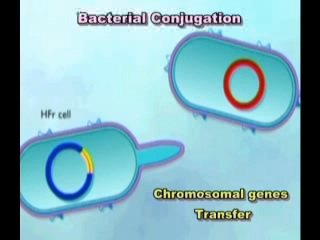 Bacterial Conjugation
HFr cell
Chromosomal genes
Transfer